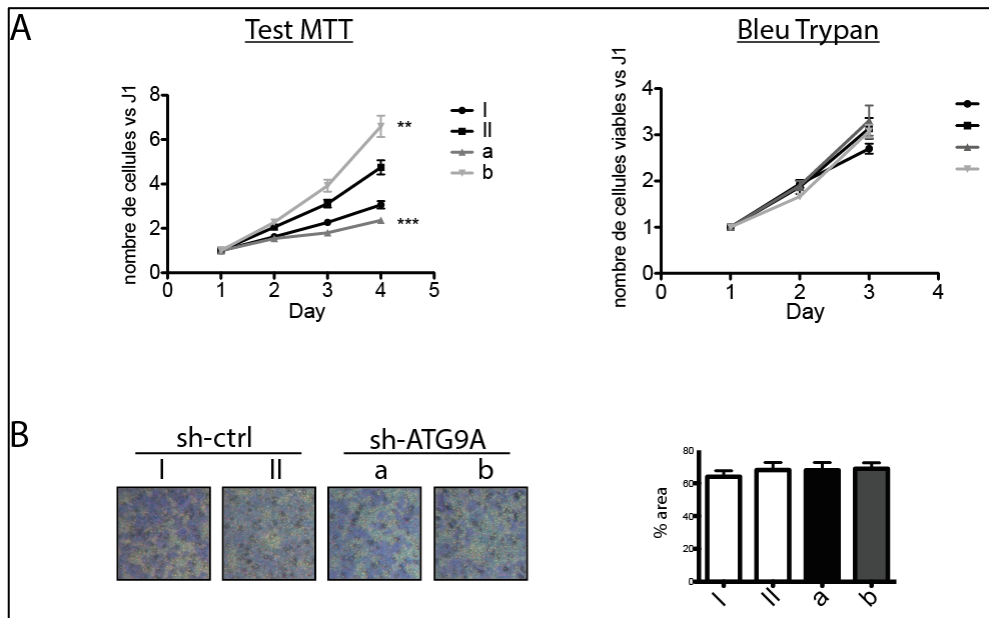 A
Test MTT
nombre de cellules vs J1
8
6
4
2
0
0 1 2 3 4 5
Day
**
***
I
II
a
b
Bleu Trypan
nombre de cellules viables vs J1
4
3
2
1
0
0 1 2 3 4
Day
B
sh-ctrl sh-ATG9A
I II a b
% area
80
60
40
20
0
I II a b